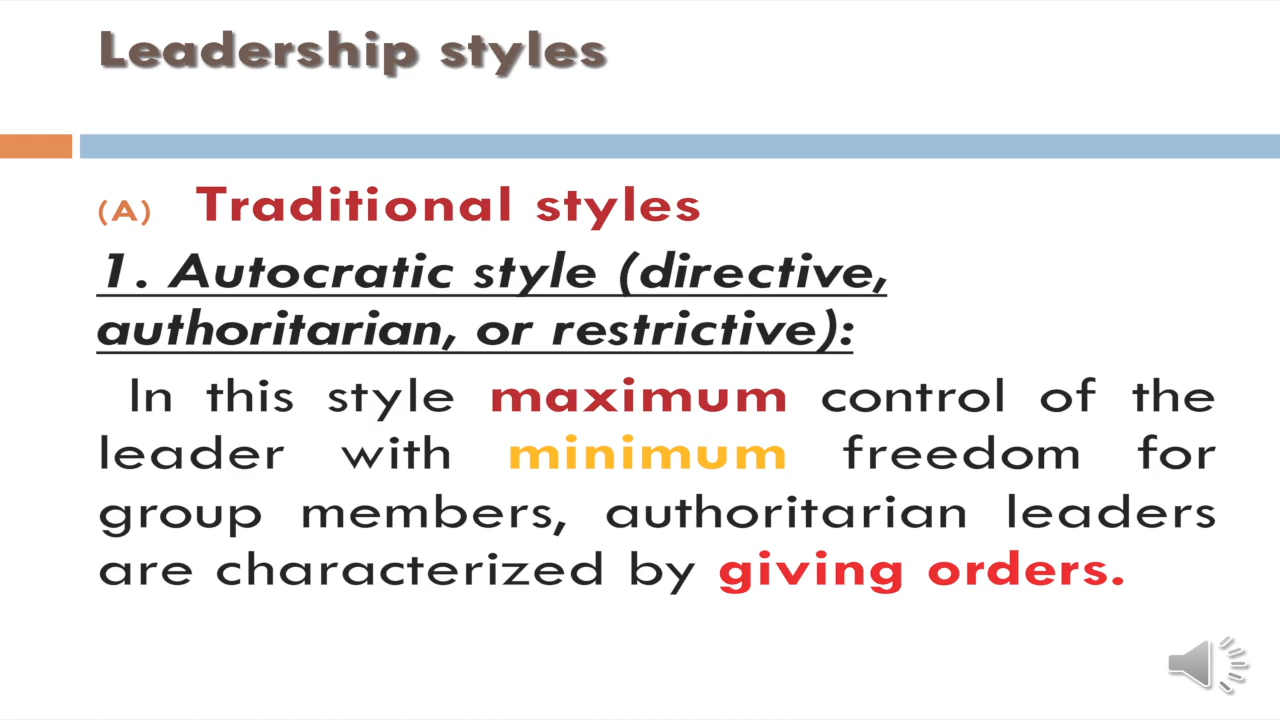 Leadership styles
(A) Traditional styles
1. Autocratic style (directive,
authoritarian, or restrictive):
In this style maximum control of the
leader with minimum freedom for
group members, authoritarian leaders
are characterized by giving orders.